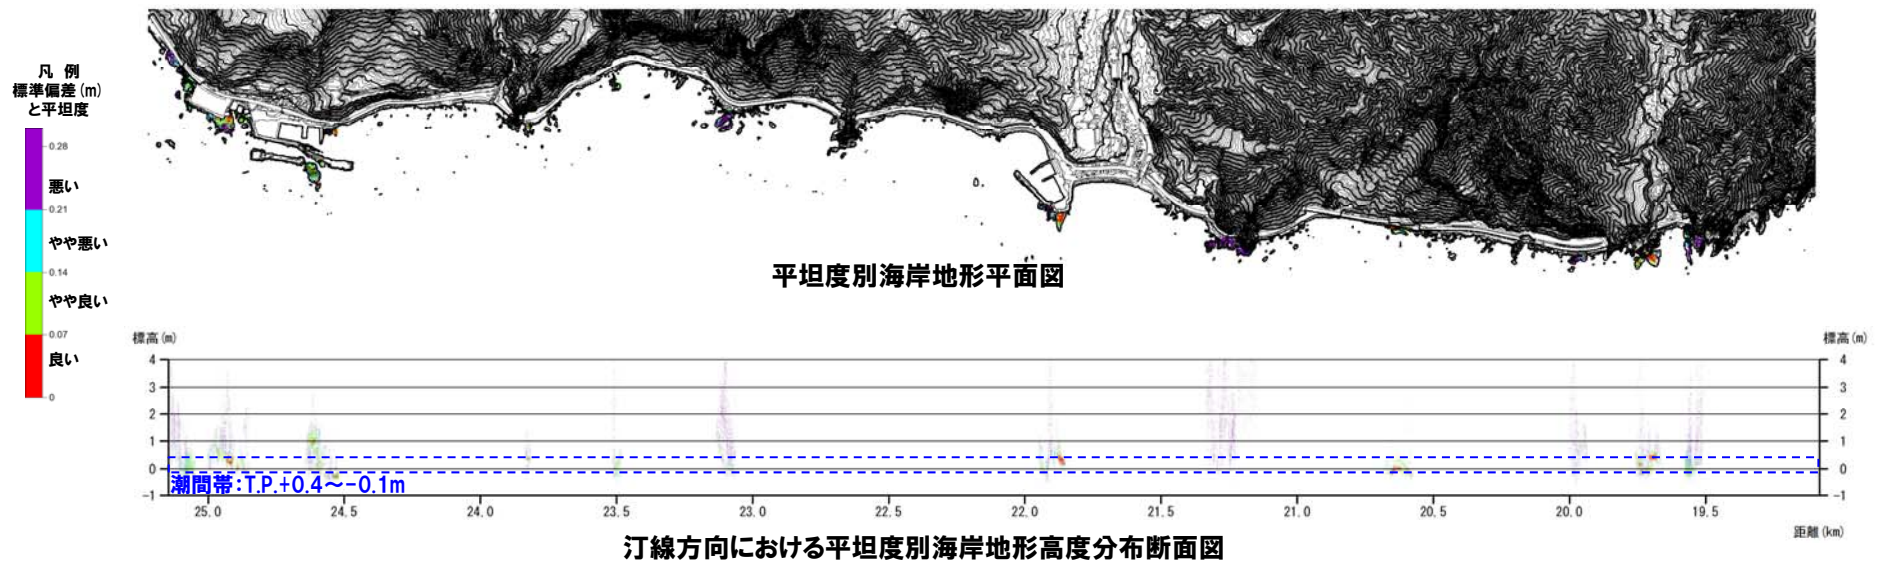 凡 例
標準偏差(m)
と平坦度
0.28
悪い
0.21
やや悪い
0.14
やや良い
0.07
良い
0
平坦度別海岸地形平面図
標高(m)
標高(m)
4
4
3
3
2
2
1
1
0
0
-1
-1
潮間帯:T.P.+0.4~-0.1m
25.0 24.5 24.0 23.5 23.0 22.5 22.0 21.5 21.0 20.5 20.0 19.5
距離(km)
汀線方向における平坦度別海岸地形高度分布断面図